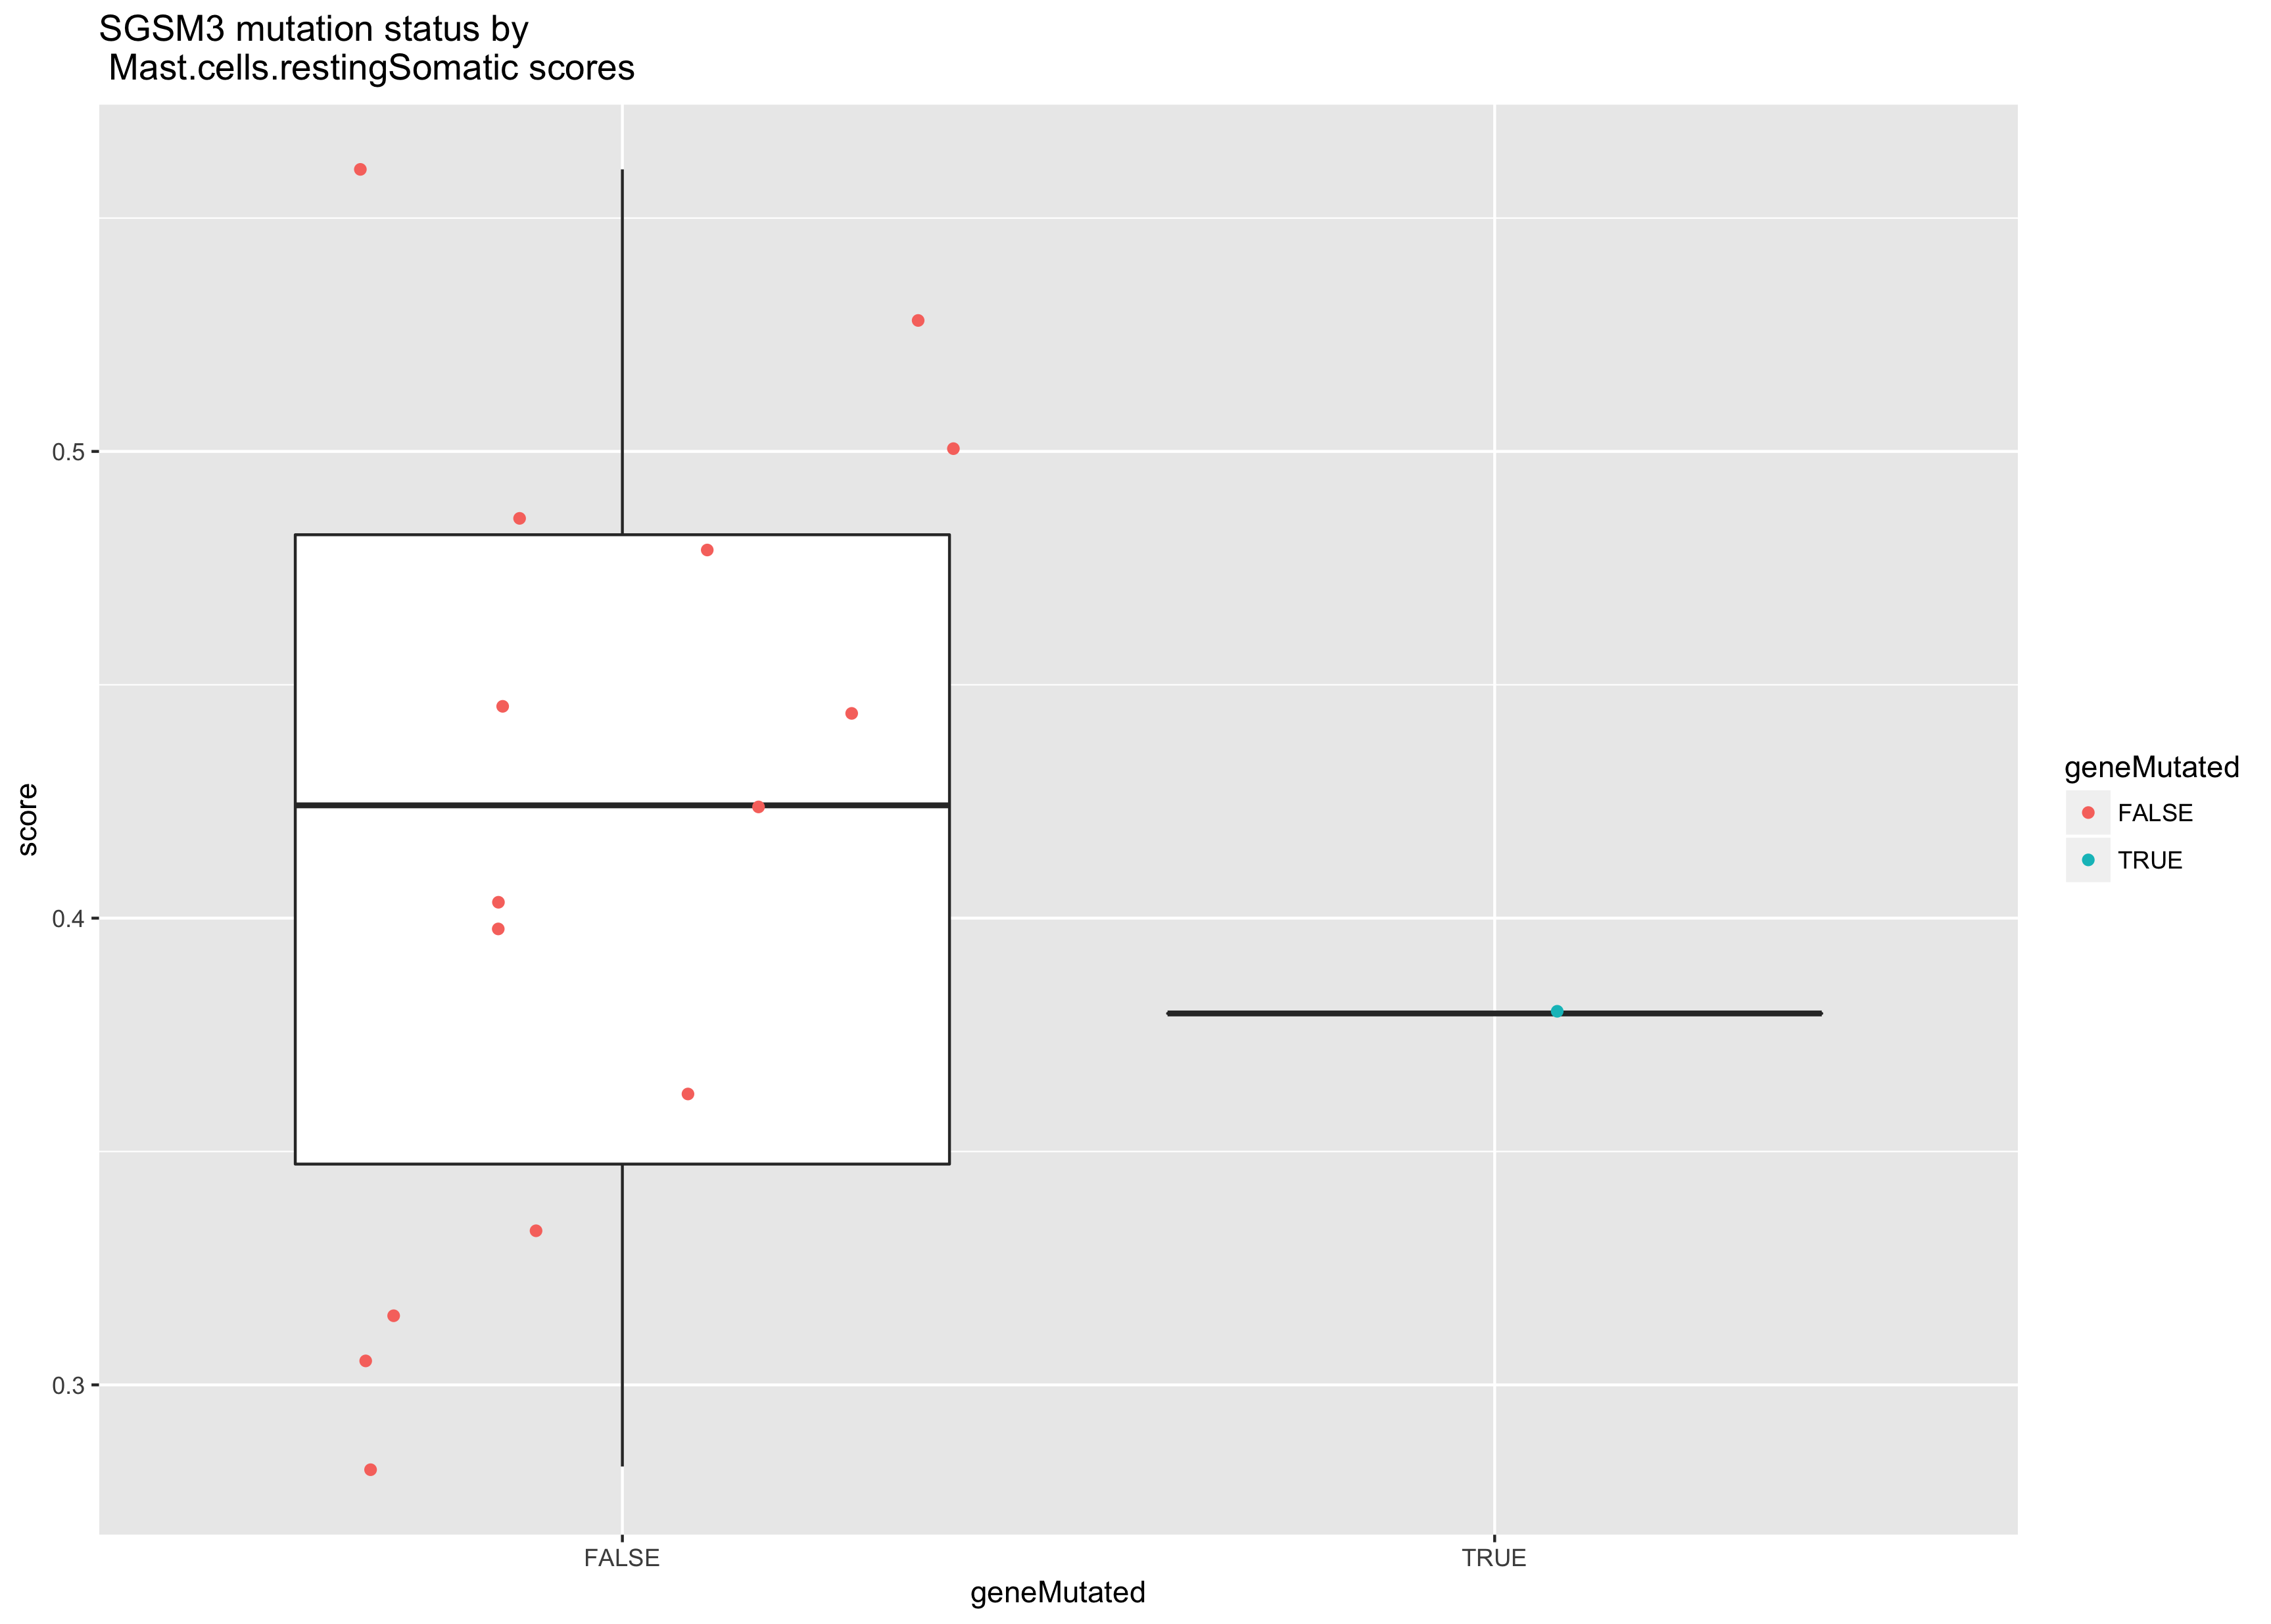 SGSM3 mutation status by
Mast.cells.restingSomatic scores
score
0.5
0.4
0.3
FALSE
TRUE
geneMutated
geneMutated
FALSE
TRUE